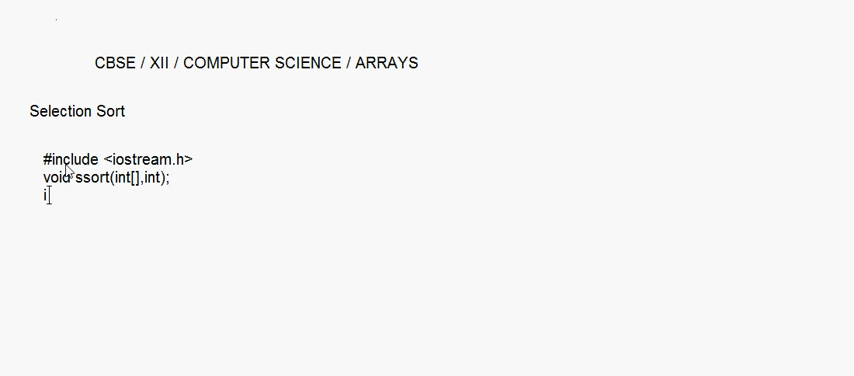 CBSE / XII / COMPUTER SCIENCE / ARRAYS
Selection Sort
#include <iostream.h>
void ssort(int[],int);
i